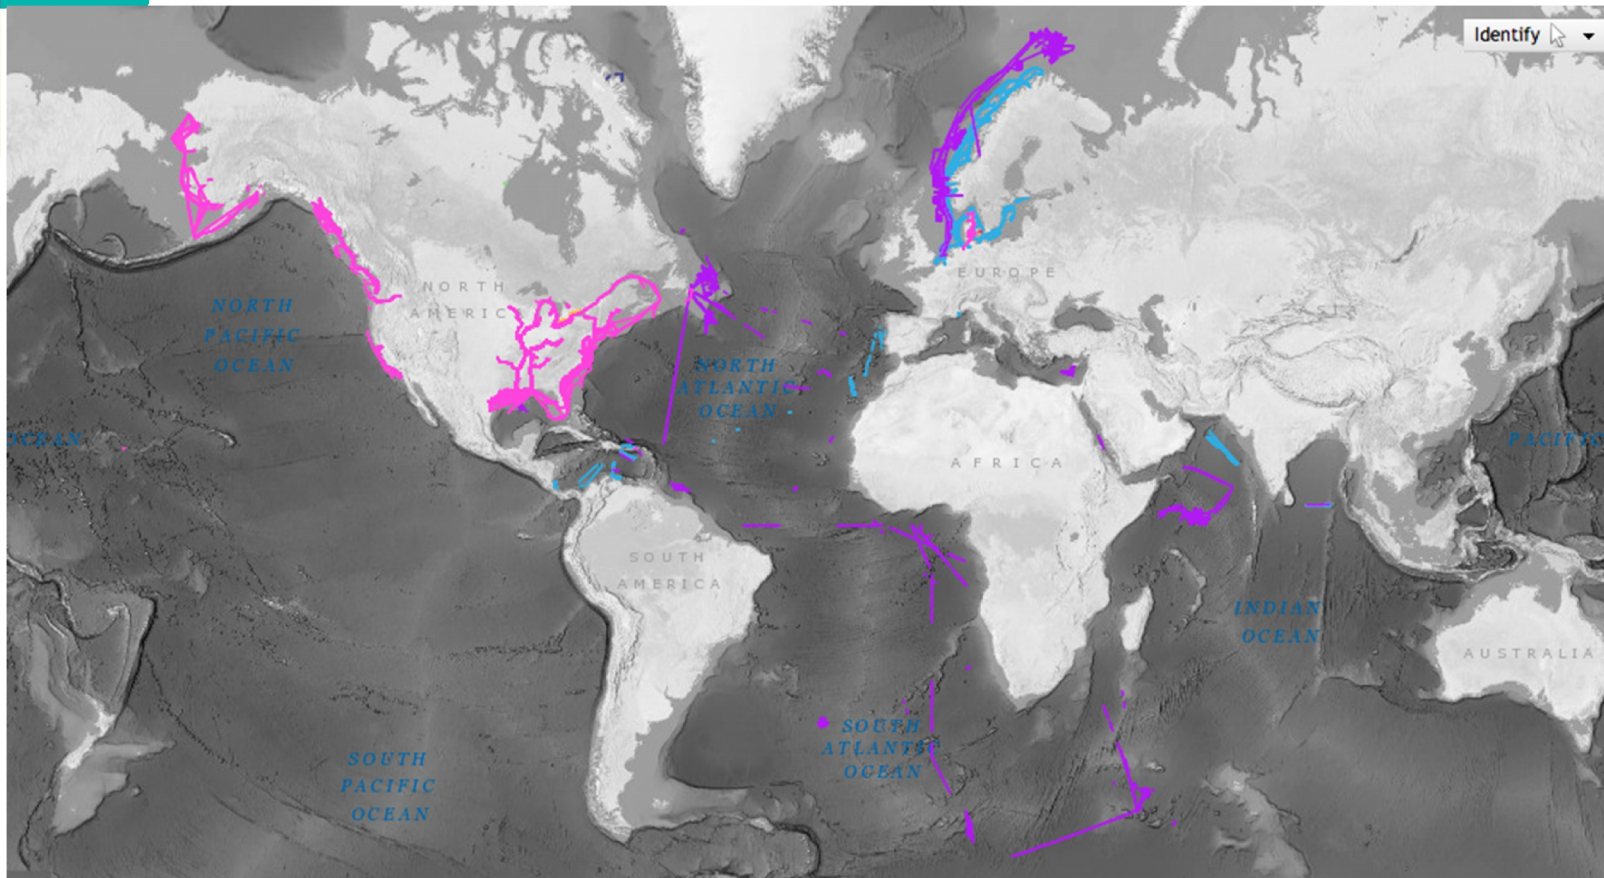 Identify
EUROPE
NORTH
AMERIC
NORTH
PACIFIC
OCEAN
NORTH
ATLANTIC
OCEAN
OCEAN
PACIFIC
AFRICA
SOUTH
AMERICA
INDIAN
OCEAN
AUSTRALIA
SOUTH
ATLANTIC
OCEAN
SOUTH
PACIFIC
OCEAN